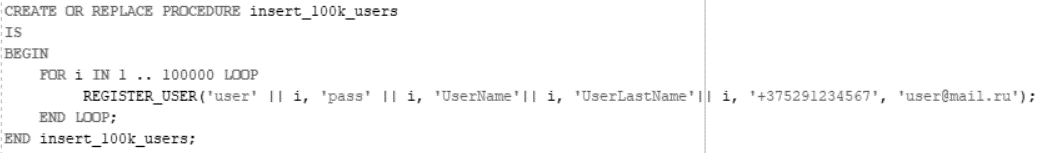 CREATE OR REPLACE PROCEDURE insert_100k_users
IS
BEGIN
    FOR i IN 1 .. 100000 LOOP
        REGISTER_USER('user' || i, 'pass' || i, 'UserName'|| i, 'UserLastName'|| i, '+375291234567', 'user@mail.ru');
    END LOOP;
END insert_100k_users;